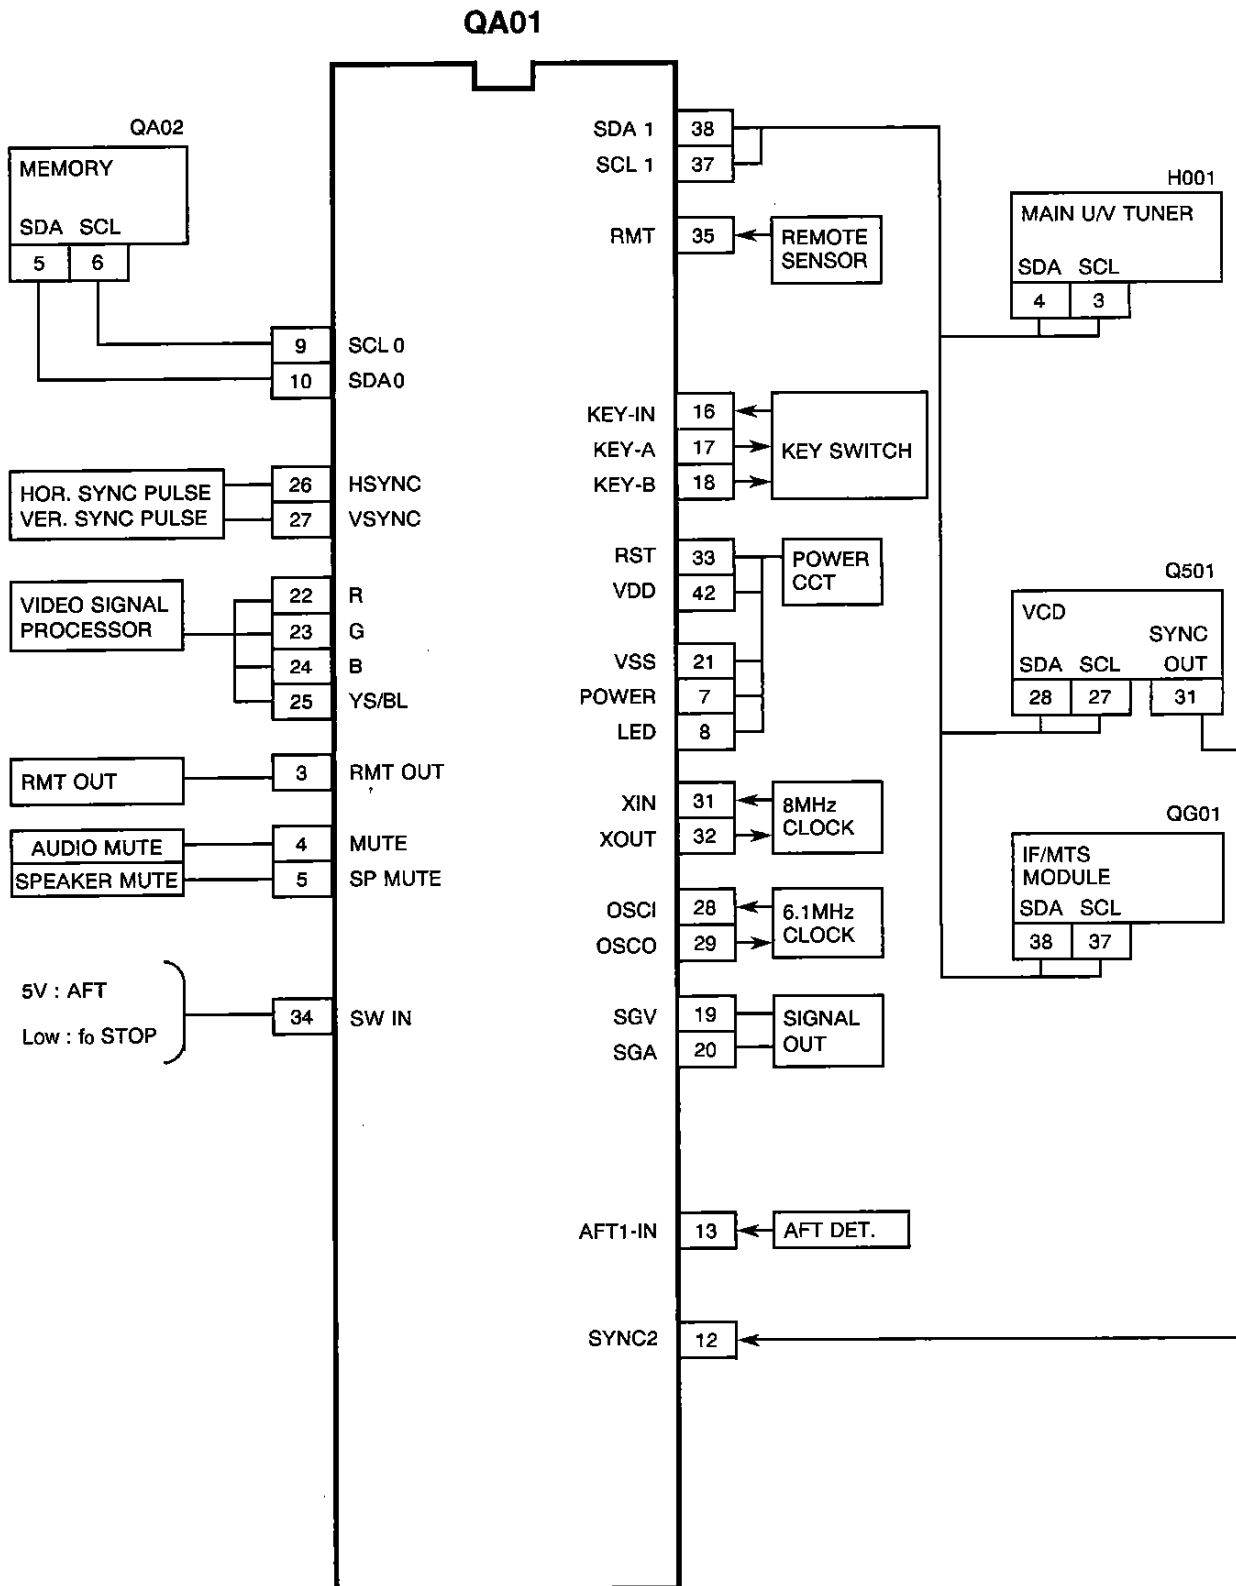 QA01
QA02
MEMORY
SDA SCL
5 6
9 SCL 0
10 SDA0
HOR. SYNC PULSE
VER. SYNC PULSE
26 HSYNC
27 VSYNC
VIDEO SIGNAL
PROCESSOR
22 R
23 G
24 B
25 YS/BL
RMT OUT
3 RMT OUT
AUDIO MUTE
4 MUTE
SPEAKER MUTE
5 SP MUTE
5V : AFT
Low : fo STOP
34 SW IN
SDA 1 38
SCL 1 37
RMT 35
REMOTE
SENSOR
KEY-IN 16
KEY-A 17
KEY-B 18
KEY SWITCH
RST 33
VDD 42
POWER
CCT
VSS 21
POWER 7
LED 8
XIN 31
XOUT 32
8MHz
CLOCK
OSCI 28
OSCO 29
6.1MHz
CLOCK
SGV 19
SGA 20
SIGNAL
OUT
AFT1-IN 13
AFT DET.
SYNC2 12
H001
MAIN U/V TUNER
SDA SCL
4 3
Q501
VCD
SYNC
SDA SCL OUT
28 27 31
QG01
IF/MTS
MODULE
SDA SCL
38 37